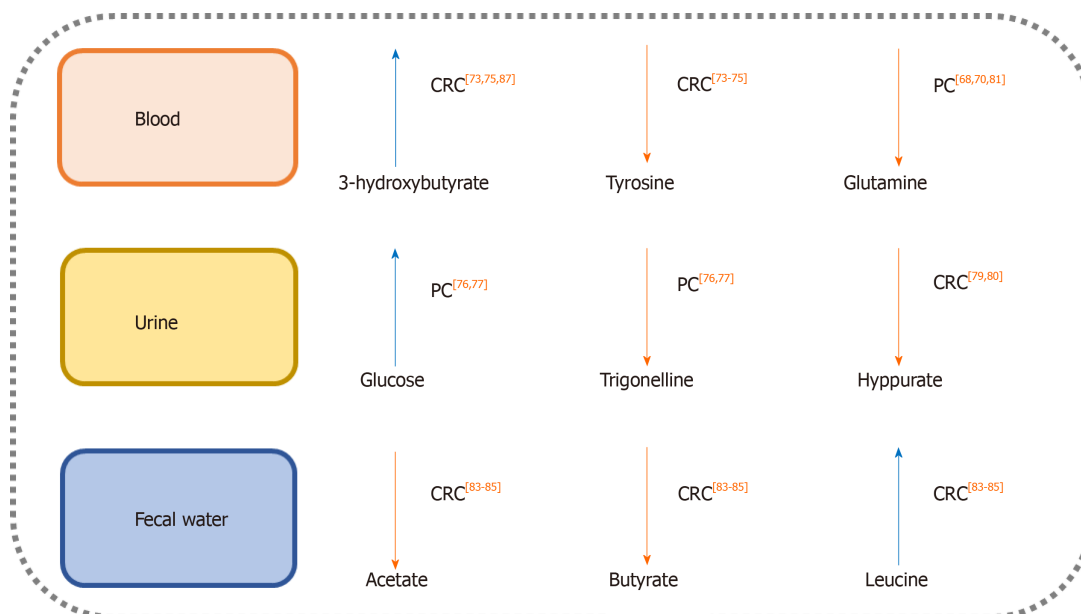 Blood
CRC[73,75,87]
3-hydroxybutyrate
CRC[73-75]
Tyrosine
PC[68,70,81]
Glutamine
Urine
PC[76,77]
Glucose
PC[76,77]
Trigonelline
CRC[79,80]
Hyppurate
Fecal water
CRC[83-85]
Acetate
CRC[83-85]
Butyrate
CRC[83-85]
Leucine